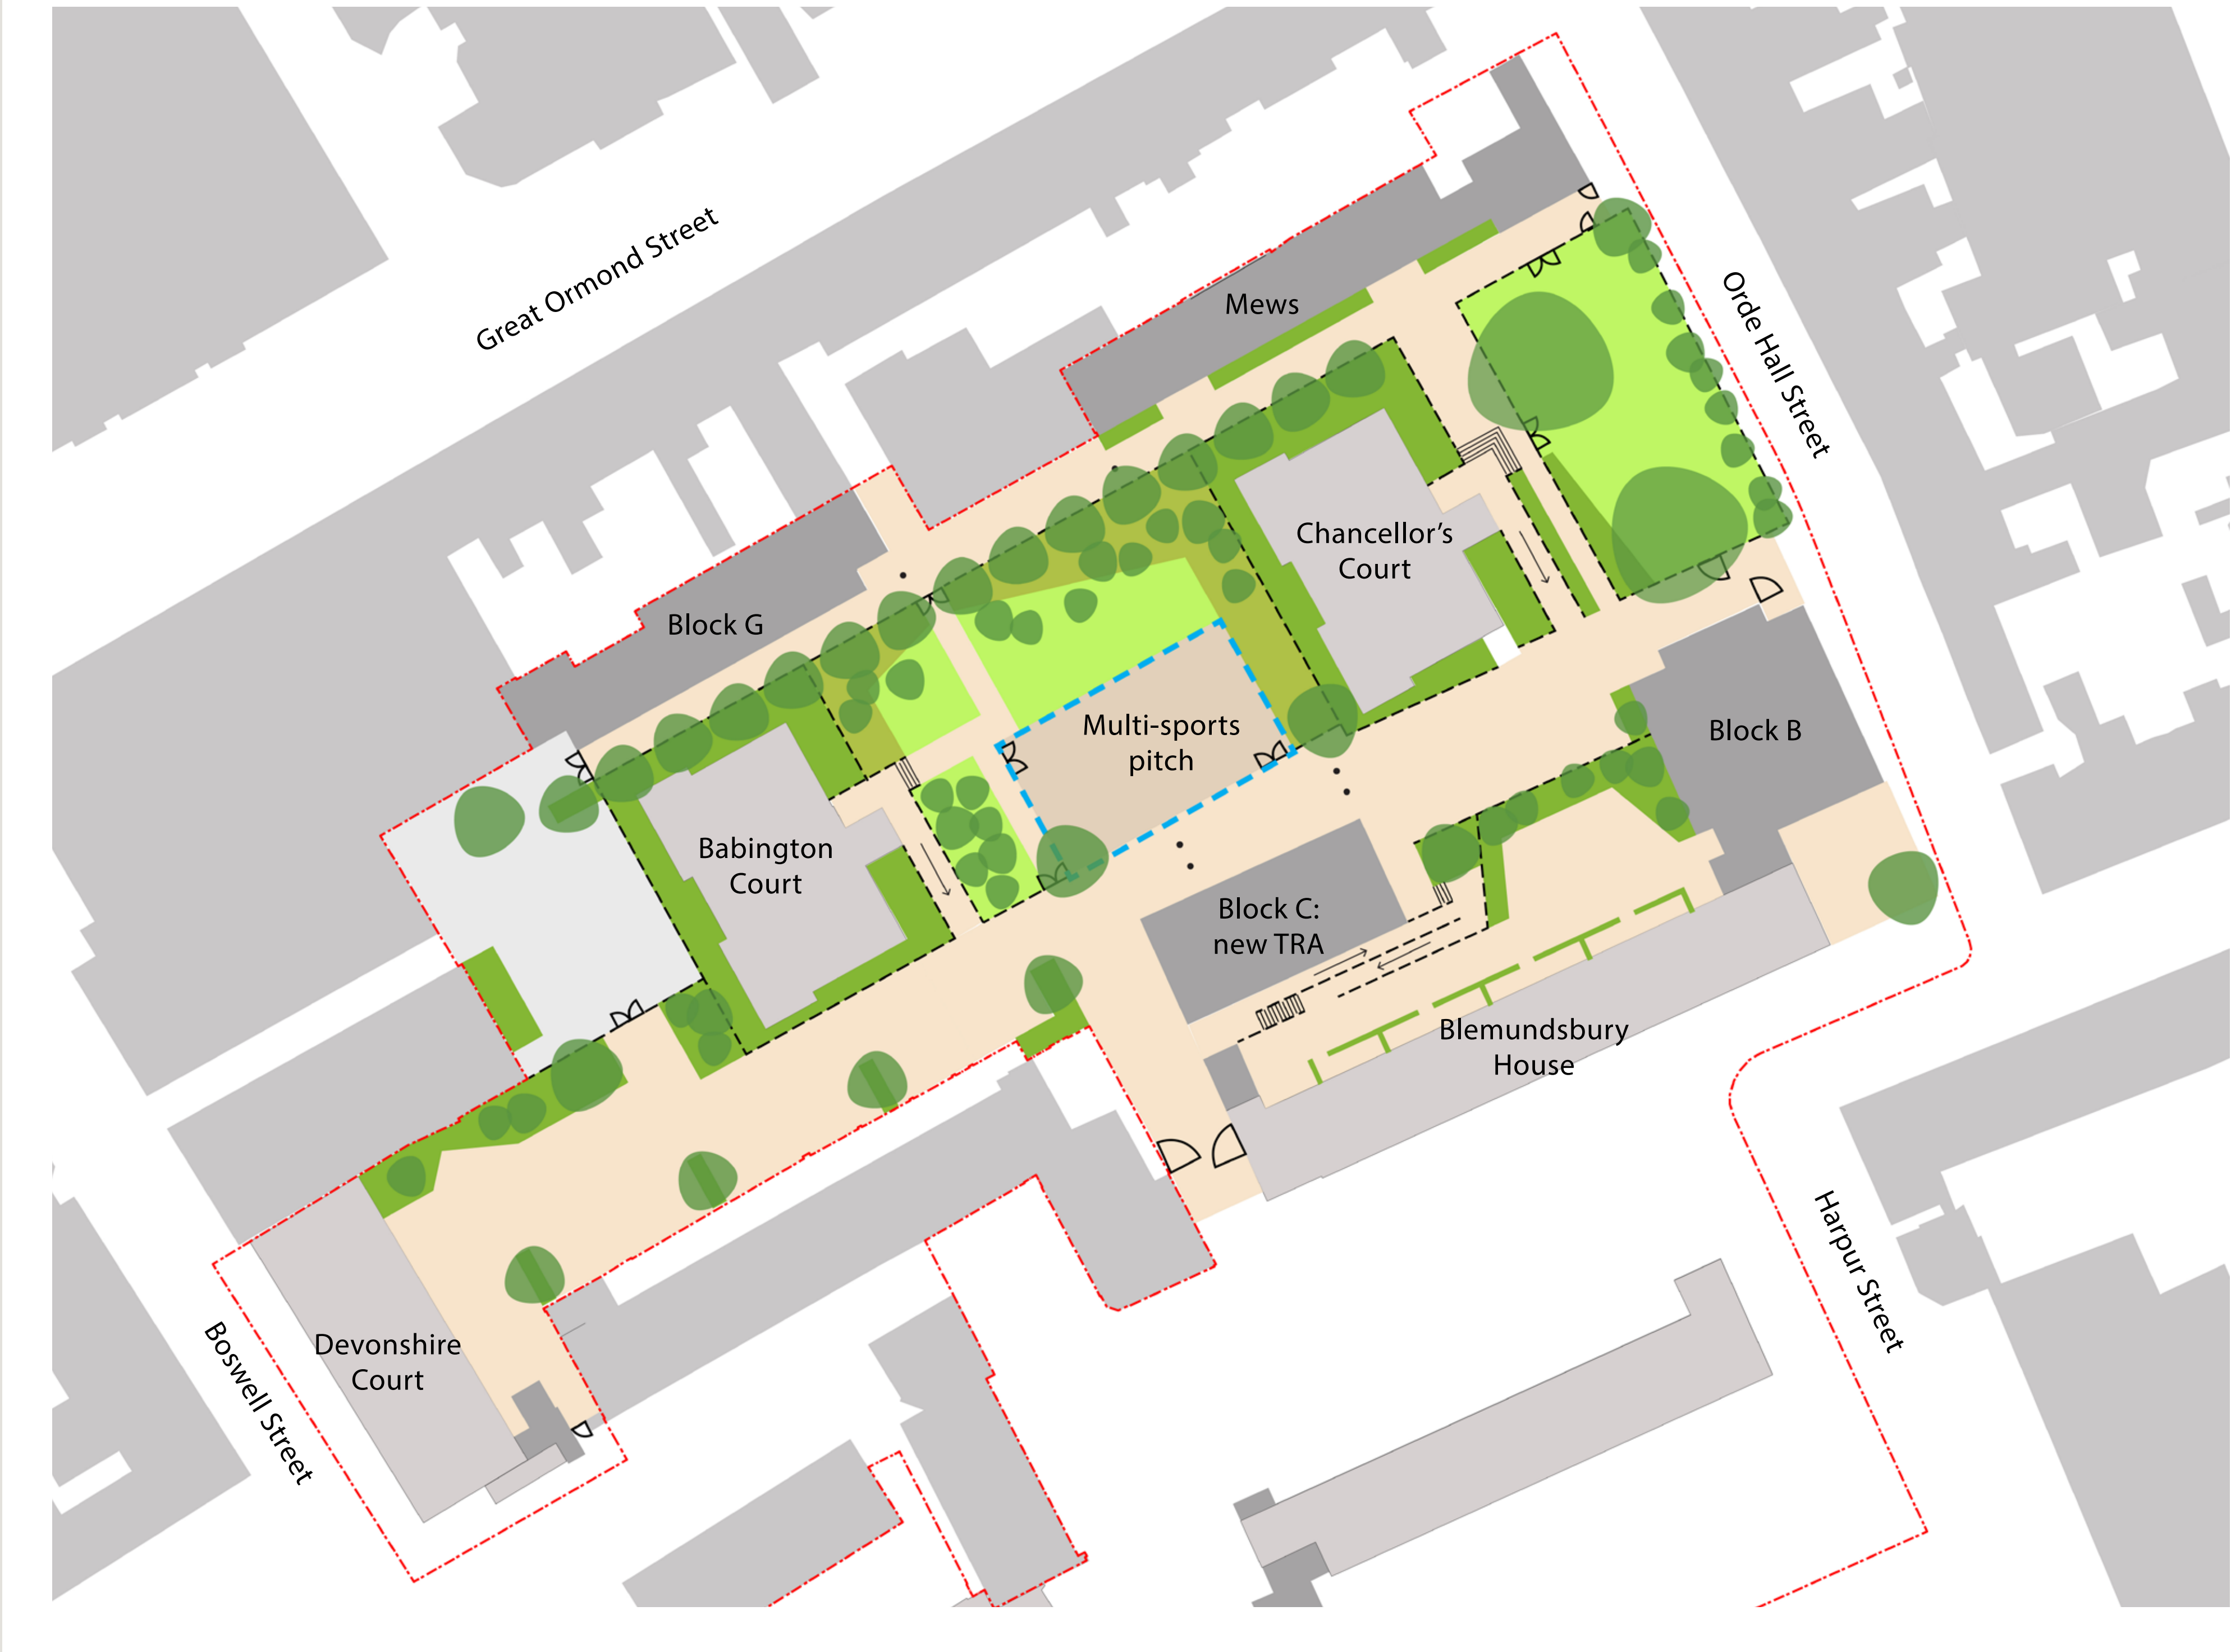 Great Ormond Street
Mews
Orde Hall Street
Chancellor's
Court
Block G
Multi-sports
pitch
Block B
Babington
Court
Block C:
new TRA
Blemundsbury
House
Harpur Street
Devonshire
Court
Boswell Street